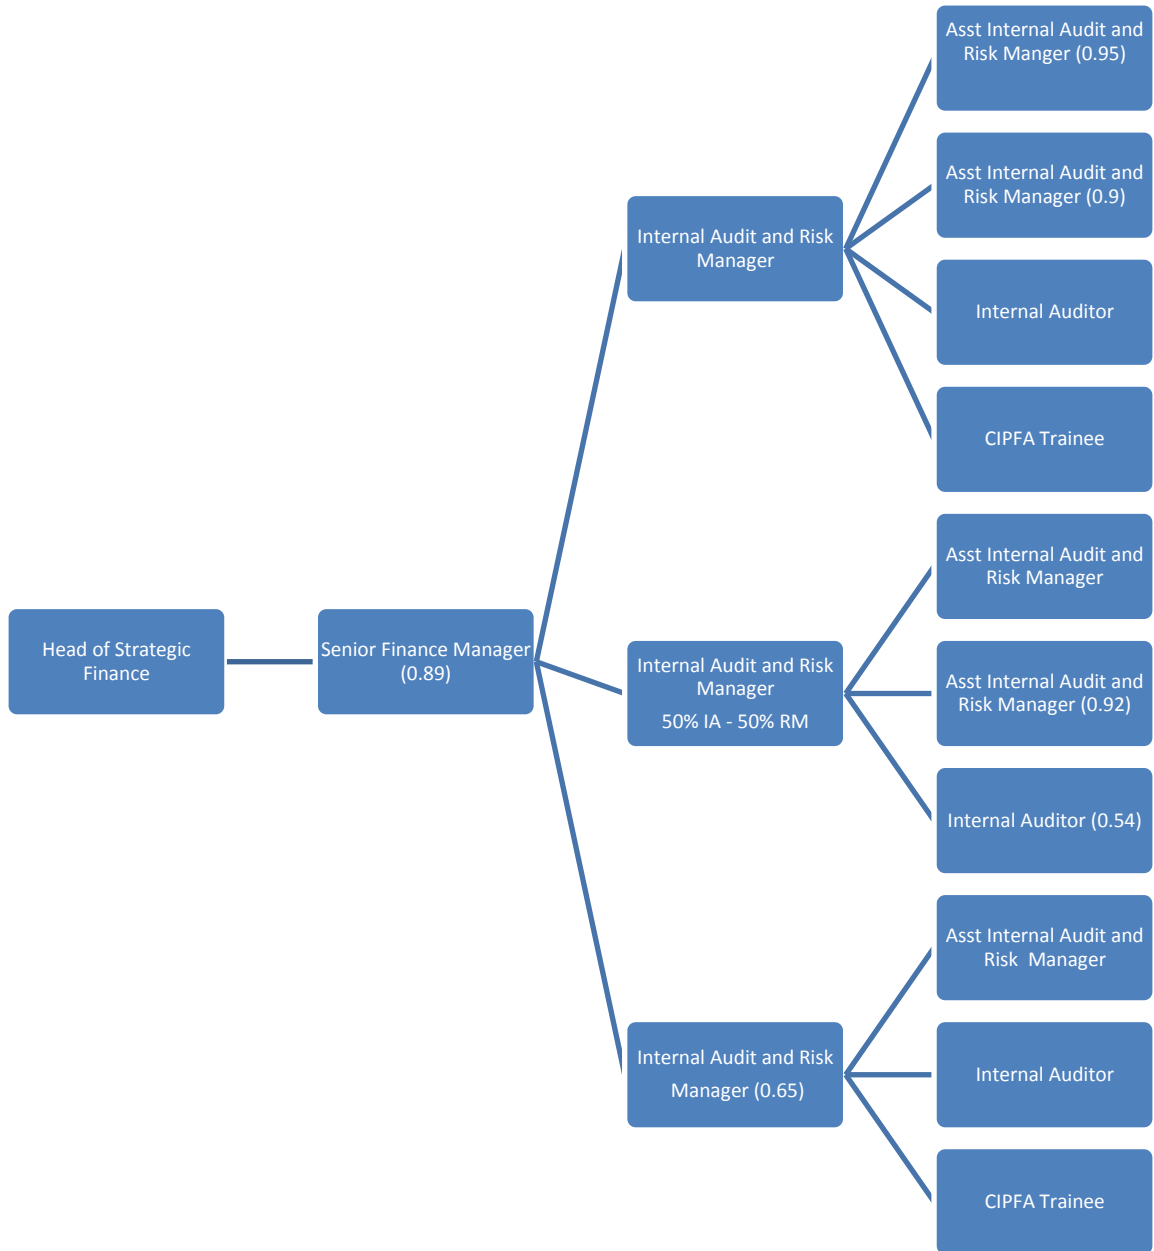 Head of Strategic
Finance
Senior Finance Manager
(0.89)
Internal Audit and Risk
Manager
Asst Internal Audit and
Risk Manger (0.95)
Asst Internal Audit and
Risk Manager (0.9)
Internal Auditor
CIPFA Trainee
Internal Audit and Risk
Manager
50% IA - 50% RM
Asst Internal Audit and
Risk Manager
Asst Internal Audit and
Risk Manager (0.92)
Internal Auditor (0.54)
Internal Audit and Risk
Manager (0.65)
Asst Internal Audit and
Risk  Manager
Internal Auditor
CIPFA Trainee